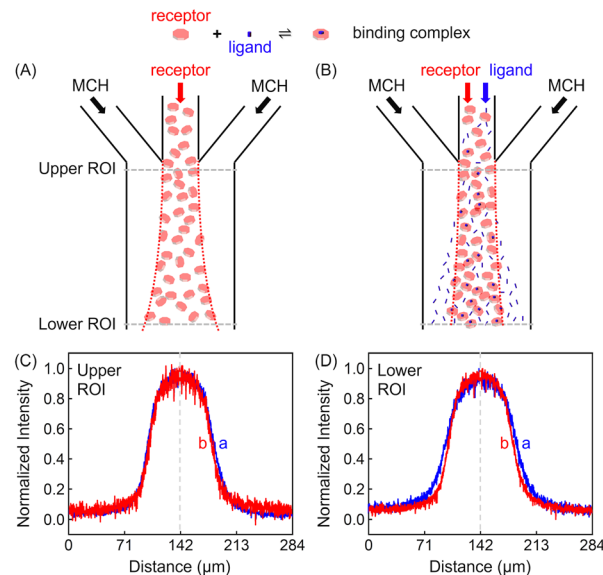 receptor
+ ⇌ binding complex
ligand
(A) receptor
MCH MCH
Upper ROI
Lower ROI
(B) receptor ligand
MCH MCH
(C) Upper
ROI
Normalized Intensity
1.0
0.8
0.6
0.4
0.2
0.0
b a
0 71 142 213 284
Distance (μm)
(D) Lower
ROI
Normalized Intensity
1.0
0.8
0.6
0.4
0.2
0.0
b a
0 71 142 213 284
Distance (μm)